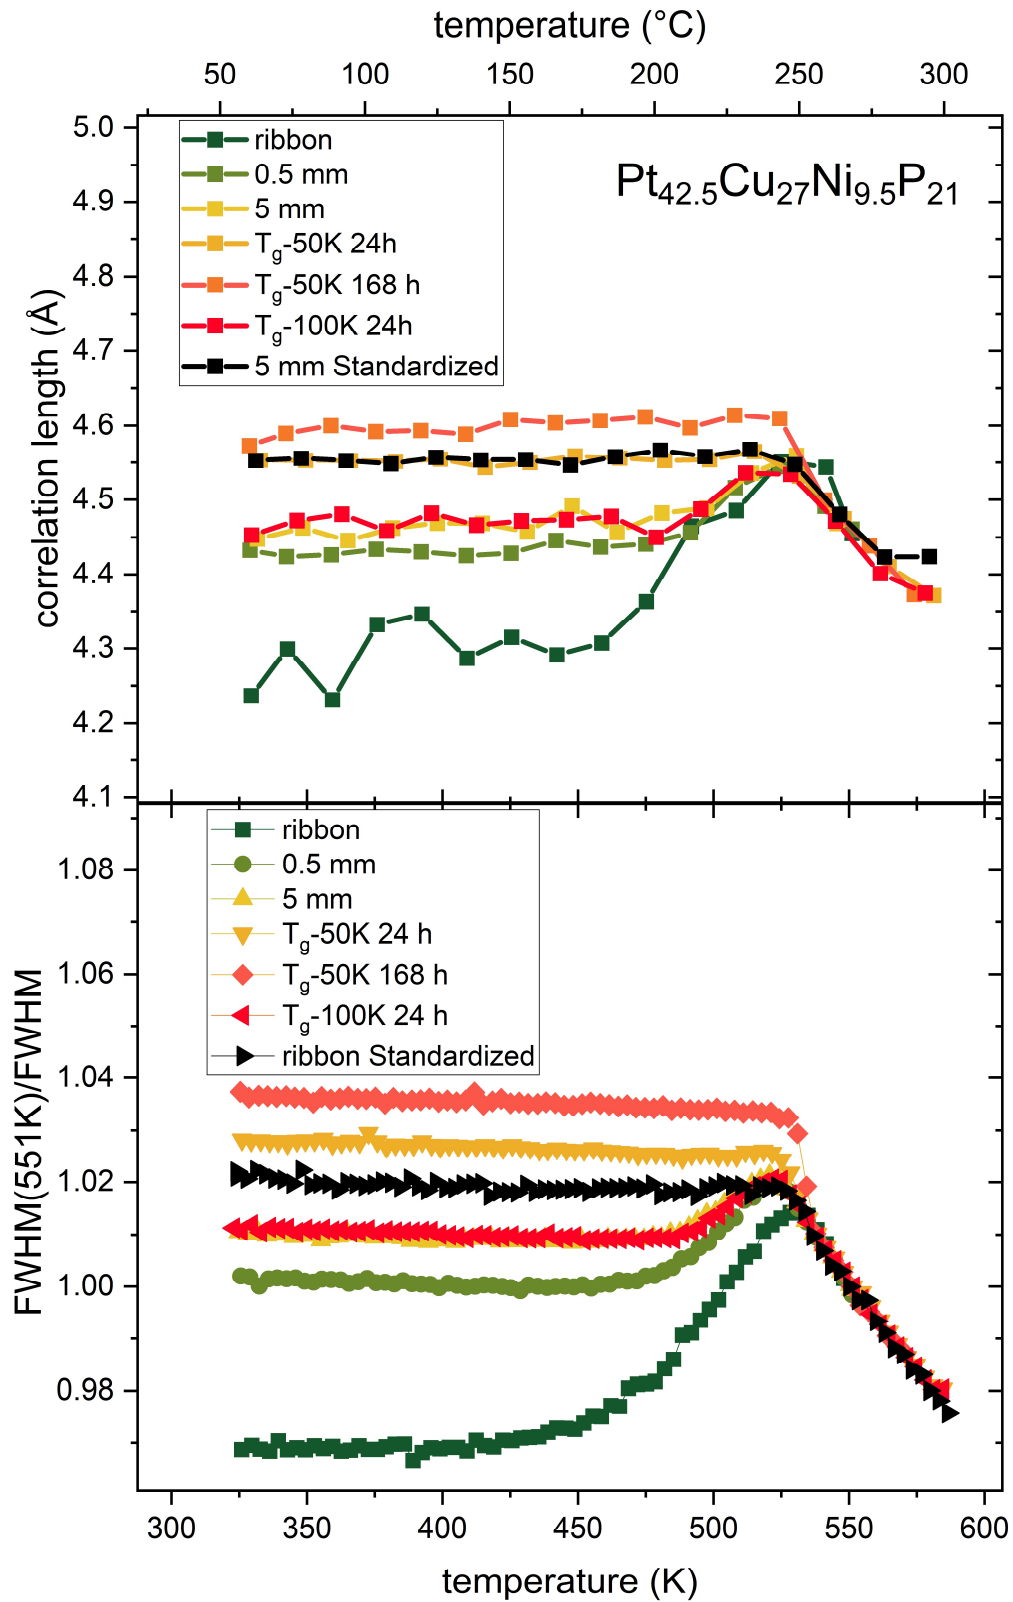 temperature (°C)
50 100 150 200 250 300
5.0
4.9
4.8
4.7
4.6
4.5
4.4
4.3
4.2
4.1
correlation length (Å)
ribbon
0.5 mm
5 mm
Tg-50K 24h
Tg-50K 168 h
Tg-100K 24h
5 mm Standardized
Pt42.5Cu27Ni9.5P21
1.08
1.06
1.04
1.02
1.00
0.98
FWHM(551K)/FWHM
ribbon
0.5 mm
5 mm
Tg-50K 24 h
Tg-50K 168 h
Tg-100K 24 h
ribbon Standardized
300 350 400 450 500 550 600
temperature (K)